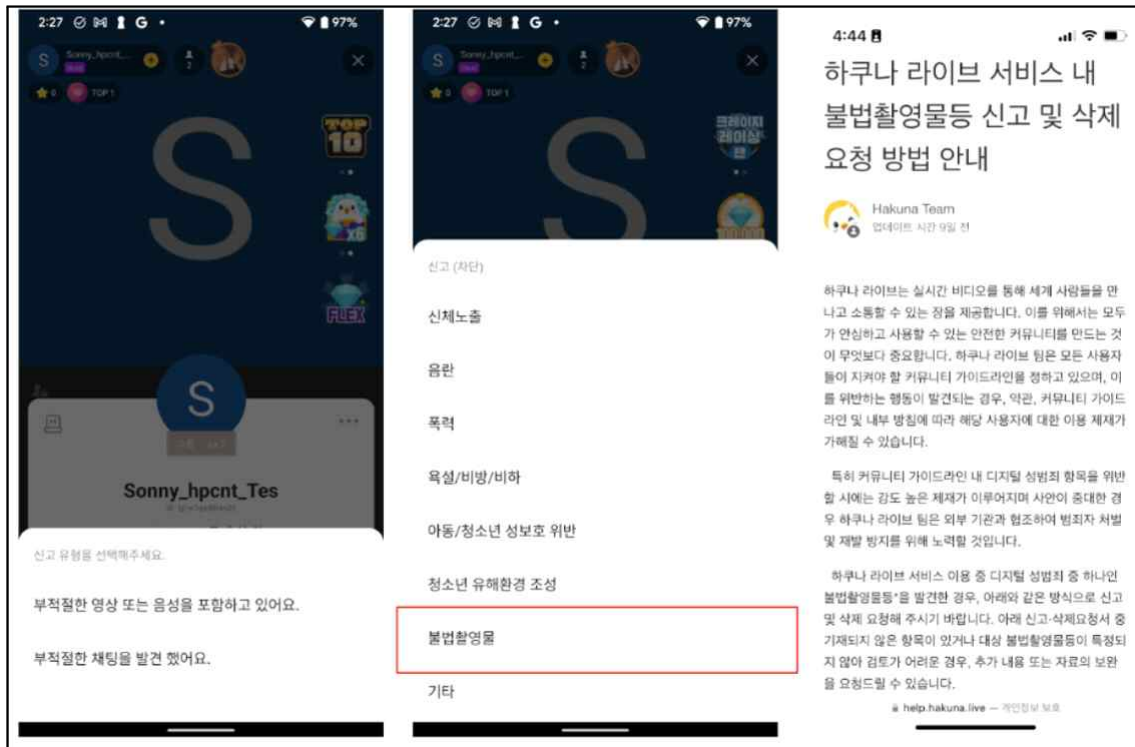 2:27 G • 97%
S Sonny_hpcnt_... 2
0 TOP 1
S
TOP
10
x6
FLEX
S
Sonny_hpcnt_Tes
신고 유형을 선택해주세요.
부적절한 영상 또는 음성을 포함하고 있어요.
부적절한 채팅을 발견 했어요.
2:27 G • 97%
S Sonny_hpcnt_... 2
0 TOP 1
S
크레이지
레이싱
신고 (차단)
신체노출
음란
폭력
욕설/비방/비하
아동/청소년 성보호 위반
청소년 유해환경 조성
불법촬영물
기타
4:44
하쿠나 라이브 서비스 내
불법촬영물등 신고 및 삭제
요청 방법 안내
Hakuna Team
업데이트 시간 9일 전
하쿠나 라이브는 실시간 비디오를 통해 세계 사람들을 만
나고 소통할 수 있는 장을 제공합니다. 이를 위해서는 모두
가 안심하고 사용할 수 있는 안전한 커뮤니티를 만드는 것
이 무엇보다 중요합니다. 하쿠나 라이브 팀은 모든 사용자
들이 지켜야 할 커뮤니티 가이드라인을 정하고 있으며, 이
를 위반하는 행동이 발견되는 경우, 약관, 커뮤니티 가이드
라인 및 내부 방침에 따라 해당 사용자에 대한 이용 제재가
가해질 수 있습니다.
특히 커뮤니티 가이드라인 내 디지털 성범죄 항목을 위반
할 시에는 강도 높은 제재가 이루어지며 사안이 중대한 경
우 하쿠나 라이브 팀은 외부 기관과 협조하여 범죄자 처벌
및 재발 방지를 위해 노력할 것입니다.
하쿠나 라이브 서비스 이용 중 디지털 성범죄 중 하나인
불법촬영물등*을 발견한 경우, 아래와 같은 방식으로 신고
및 삭제 요청해 주시기 바랍니다. 아래 신고·삭제요청서 중
기재되지 않은 항목이 있거나 대상 불법촬영물등이 특정되
지 않아 검토가 어려운 경우, 추가 내용 또는 자료의 보완
을 요청드릴 수 있습니다.
help.hakuna.live — 개인정보 보호